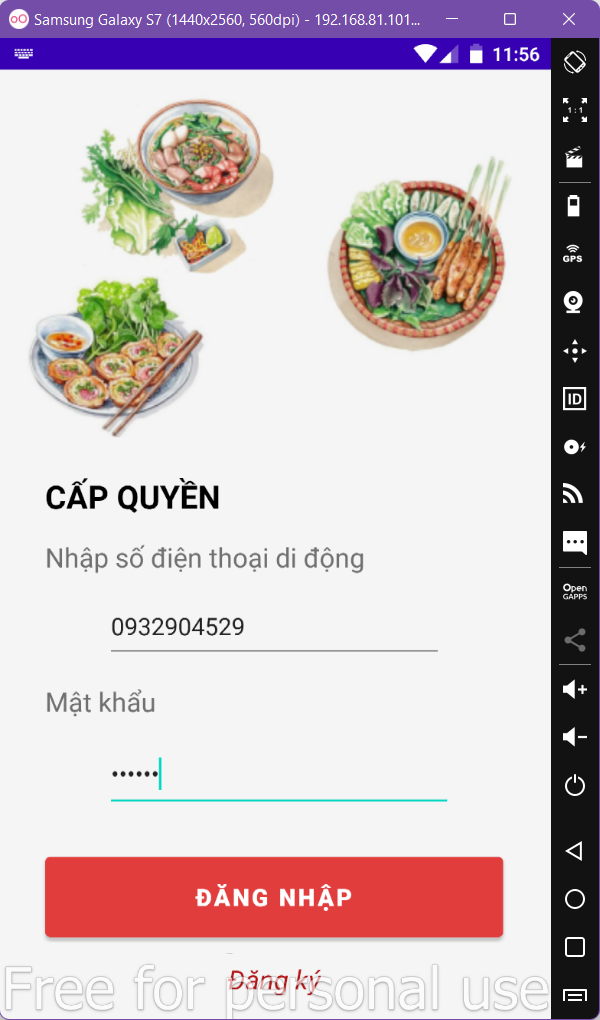 Samsung Galaxy S7 (1440x2560, 560dpi) - 192.168.81.101...
11:56
1:1
GPS
ID
Open
GAPPS
CẤP QUYỀN
Nhập số điện thoại di động
0932904529
Mật khẩu
••••••
ĐĂNG NHẬP
Đăng ký
Free for personal use